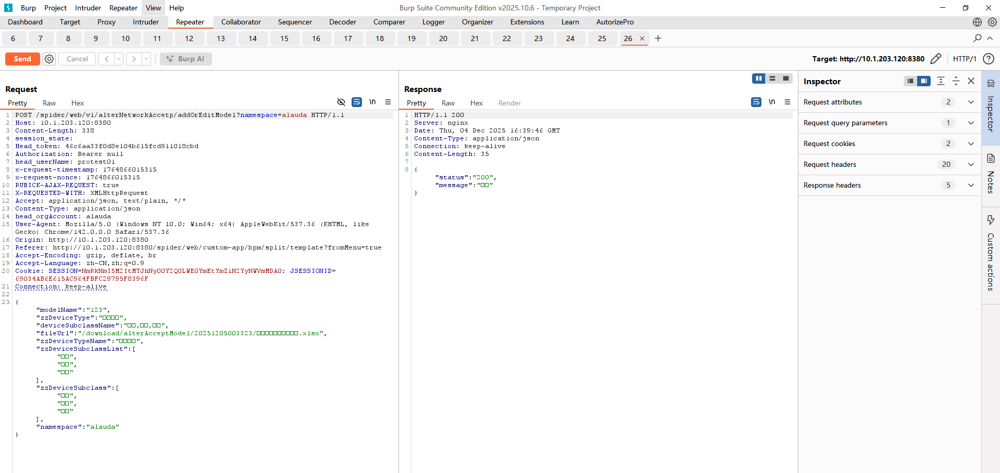 Burp Project Intruder Repeater View Help
Burp Suite Community Edition v2025.10.6 - Temporary Project
Dashboard Target Proxy Intruder Repeater Collaborator Sequencer Decoder Comparer Logger Organizer Extensions Learn AutorizePro
6 7 8 9 10 11 12 13 14 15 16 17 18 19 20 21 22 23 24 25 26 × +
Send Cancel Burp AI
Target: http://10.1.203.120:8380 HTTP/1
Request
Pretty Raw Hex \n
1 POST /spider/web/v1/alterNetworkAccetp/addOrEditModel?namespace=alauda HTTP/1.1
2 Host: 10.1.203.120:8380
3 Content-Length: 338
4 session_state:
5 Head_token: 46c6aa33f0d8e104b615fcd911018cbd
6 Authorization: Bearer null
7 head_userName: protest01
8 x-request-timestamp: 1764866015315
9 x-request-nonce: 1764866015315
10 RUBICK-AJAX-REQUEST: true
11 X-REQUESTED-WITH: XMLHttpRequest
12 Accept: application/json, text/plain, */*
13 Content-Type: application/json
14 head_orgAccount: alauda
15 User-Agent: Mozilla/5.0 (Windows NT 10.0; Win64; x64) AppleWebKit/537.36 (KHTML, like
Gecko) Chrome/142.0.0.0 Safari/537.36
16 Origin: http://10.1.203.120:8380
17 Referer: http://10.1.203.120:8380/spider/web/custom-app/bpm/split/template?fromMenu=true
18 Accept-Encoding: gzip, deflate, br
19 Accept-Language: zh-CN,zh;q=0.9
20 Cookie: SESSION=NmRkNmI5M2ItMTJhNy00Y2Q0LWE0YmEtYmZiN2YyNWVmMDA0; JSESSIONID=
69034AB6E615AC964FBFC29795F8396F
21 Connection: keep-alive
22
23 {
"modelName":"123",
"zzDeviceType":"□□□□",
"deviceSubclassName":"□□,□□,□□",
"fileUrl":"/download/alterAcceptModel/20251205003323/□□□□□□□□□□.xlsx",
"zzDeviceTypeName":"□□□□",
"zzDeviceSubclassList":[
"□□",
"□□",
"□□"
],
"zzDeviceSubclass":[
"□□",
"□□",
"□□"
],
"namespace":"alauda"
}
Response
Pretty Raw Hex Render \n
1 HTTP/1.1 200
2 Server: nginx
3 Date: Thu, 04 Dec 2025 16:39:46 GMT
4 Content-Type: application/json
5 Connection: keep-alive
6 Content-Length: 35
7
8 {
"status":"200",
"message":"□□"
}
Inspector
Request attributes 2
Request query parameters 1
Request cookies 2
Request headers 20
Response headers 5
Inspector
Notes
Custom actions